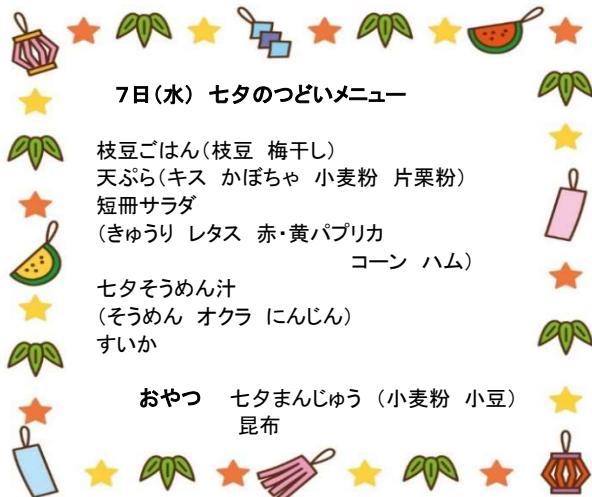 7日(水) 七夕のつどいメニュー
枝豆ごはん(枝豆 梅干し)
天ぷら(キス かぼちゃ 小麦粉 片栗粉)
短冊サラダ
(きゅうり レタス 赤・黄パプリカ
コーン ハム)
七夕そうめん汁
(そうめん オクラ にんじん)
すいか
おやつ 七夕まんじゅう (小麦粉 小豆)
昆布